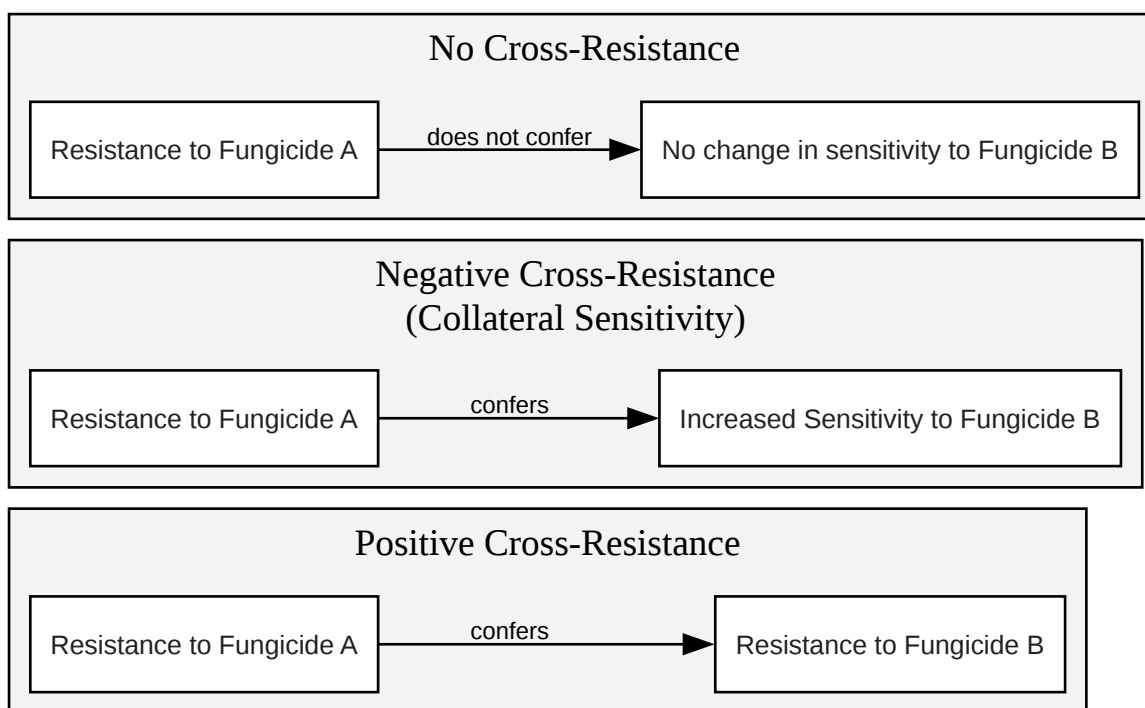 No Cross-Resistance
Resistance to Fungicide A
does not confer
No change in sensitivity to Fungicide B
Negative Cross-Resistance
(Collateral Sensitivity)
Resistance to Fungicide A
confers
Increased Sensitivity to Fungicide B
Positive Cross-Resistance
Resistance to Fungicide A
confers
Resistance to Fungicide B